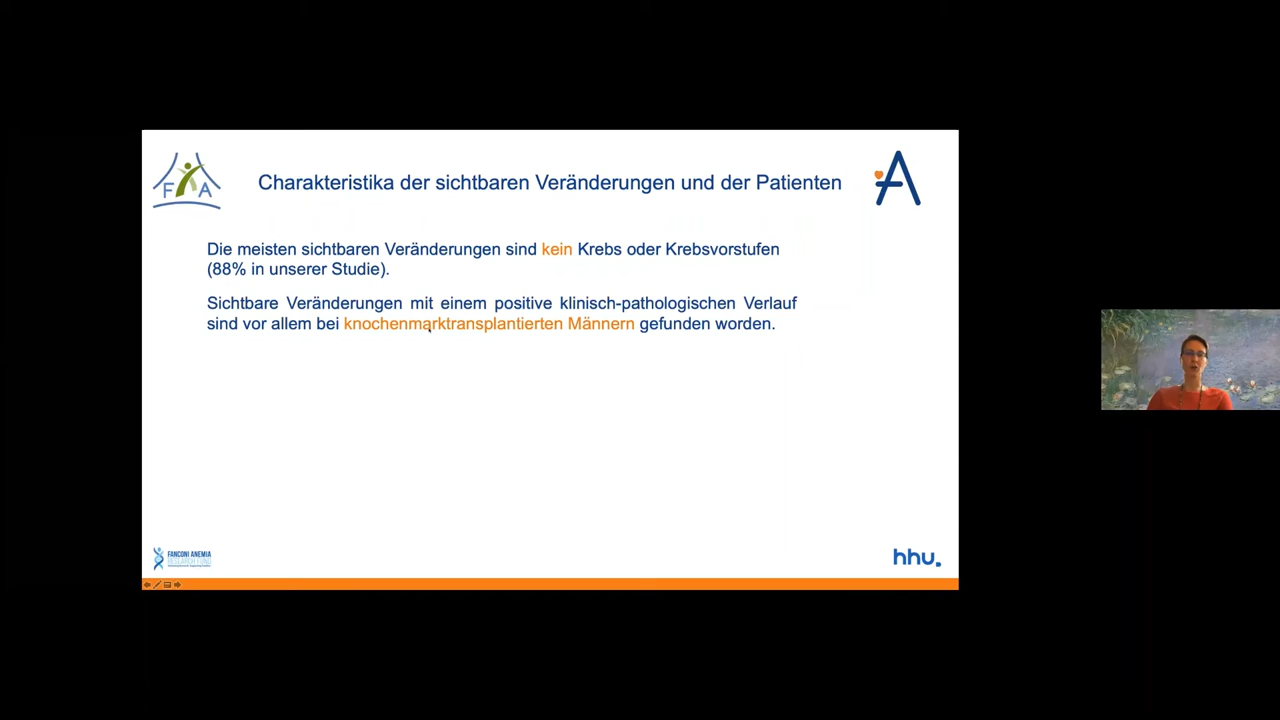 F A
Charakteristika der sichtbaren Veränderungen und der Patienten
A
Die meisten sichtbaren Veränderungen sind kein Krebs oder Krebsvorstufen
(88% in unserer Studie).
Sichtbare Veränderungen mit einem positive klinisch-pathologischen Verlauf
sind vor allem bei knochenmarktransplantierten Männern gefunden worden.
FANCONI ANEMIA
RESEARCH FUND
hhu.